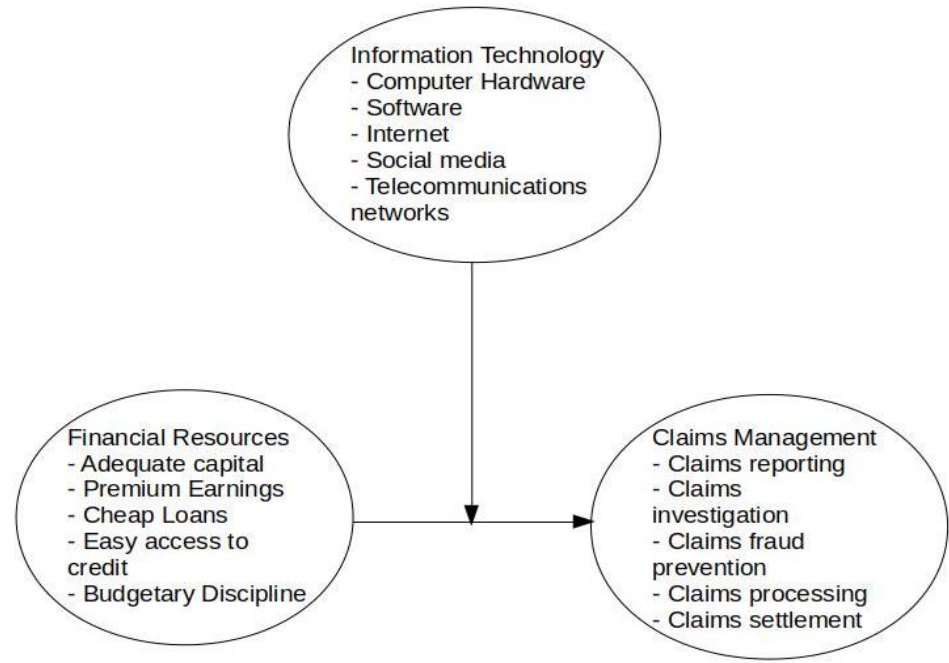 Information Technology
- Computer Hardware
- Software
- Internet
- Social media
- Telecommunications
networks
Financial Resources
- Adequate capital
- Premium Earnings
- Cheap Loans
- Easy access to
credit
- Budgetary Discipline
Claims Management
- Claims reporting
- Claims
investigation
- Claims fraud
prevention
- Claims processing
- Claims settlement